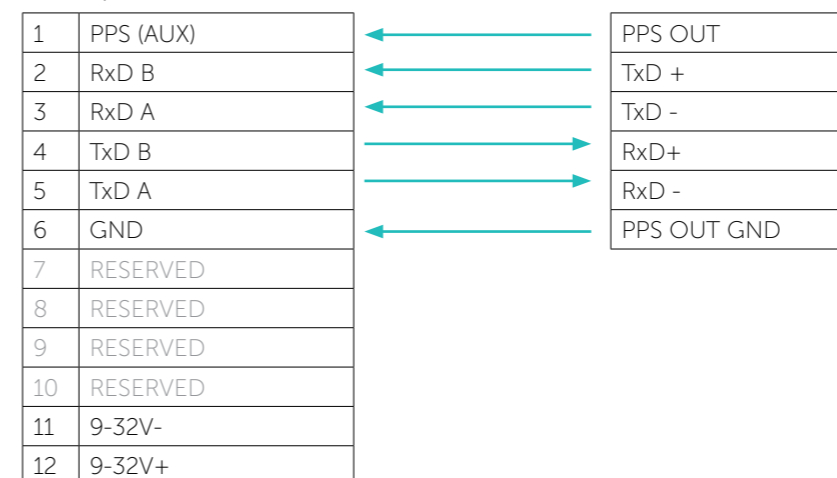 1 PPS (AUX) PPS OUT
2 RxD B TxD +
3 RxD A TxD -
4 TxD B RxD+
5 TxD A RxD -
6 GND PPS OUT GND
7 RESERVED
8 RESERVED
9 RESERVED
10 RESERVED
11 9-32V-
12 9-32V+